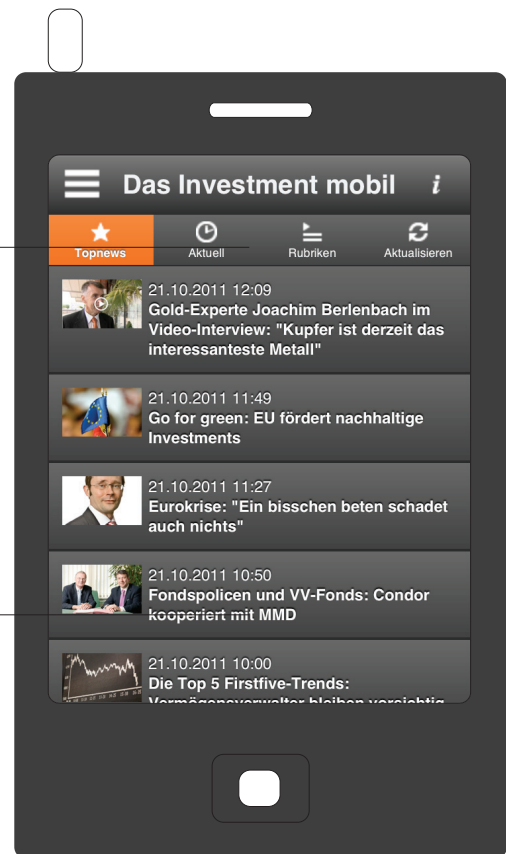 Das Investment mobil i
Topnews Aktuell Rubriken Aktualisieren
21.10.2011 12:09
Gold-Experte Joachim Berlenbach im
Video-Interview: "Kupfer ist derzeit das
interessanteste Metall"
21.10.2011 11:49
Go for green: EU fördert nachhaltige
Investments
21.10.2011 11:27
Eurokrise: "Ein bisschen beten schadet
auch nichts"
21.10.2011 10:50
Fondspolicen und VV-Fonds: Condor
kooperiert mit MMD
21.10.2011 10:00
Die Top 5 Firstfive-Trends:
Vermögensverwalter bleiben vorsichtig